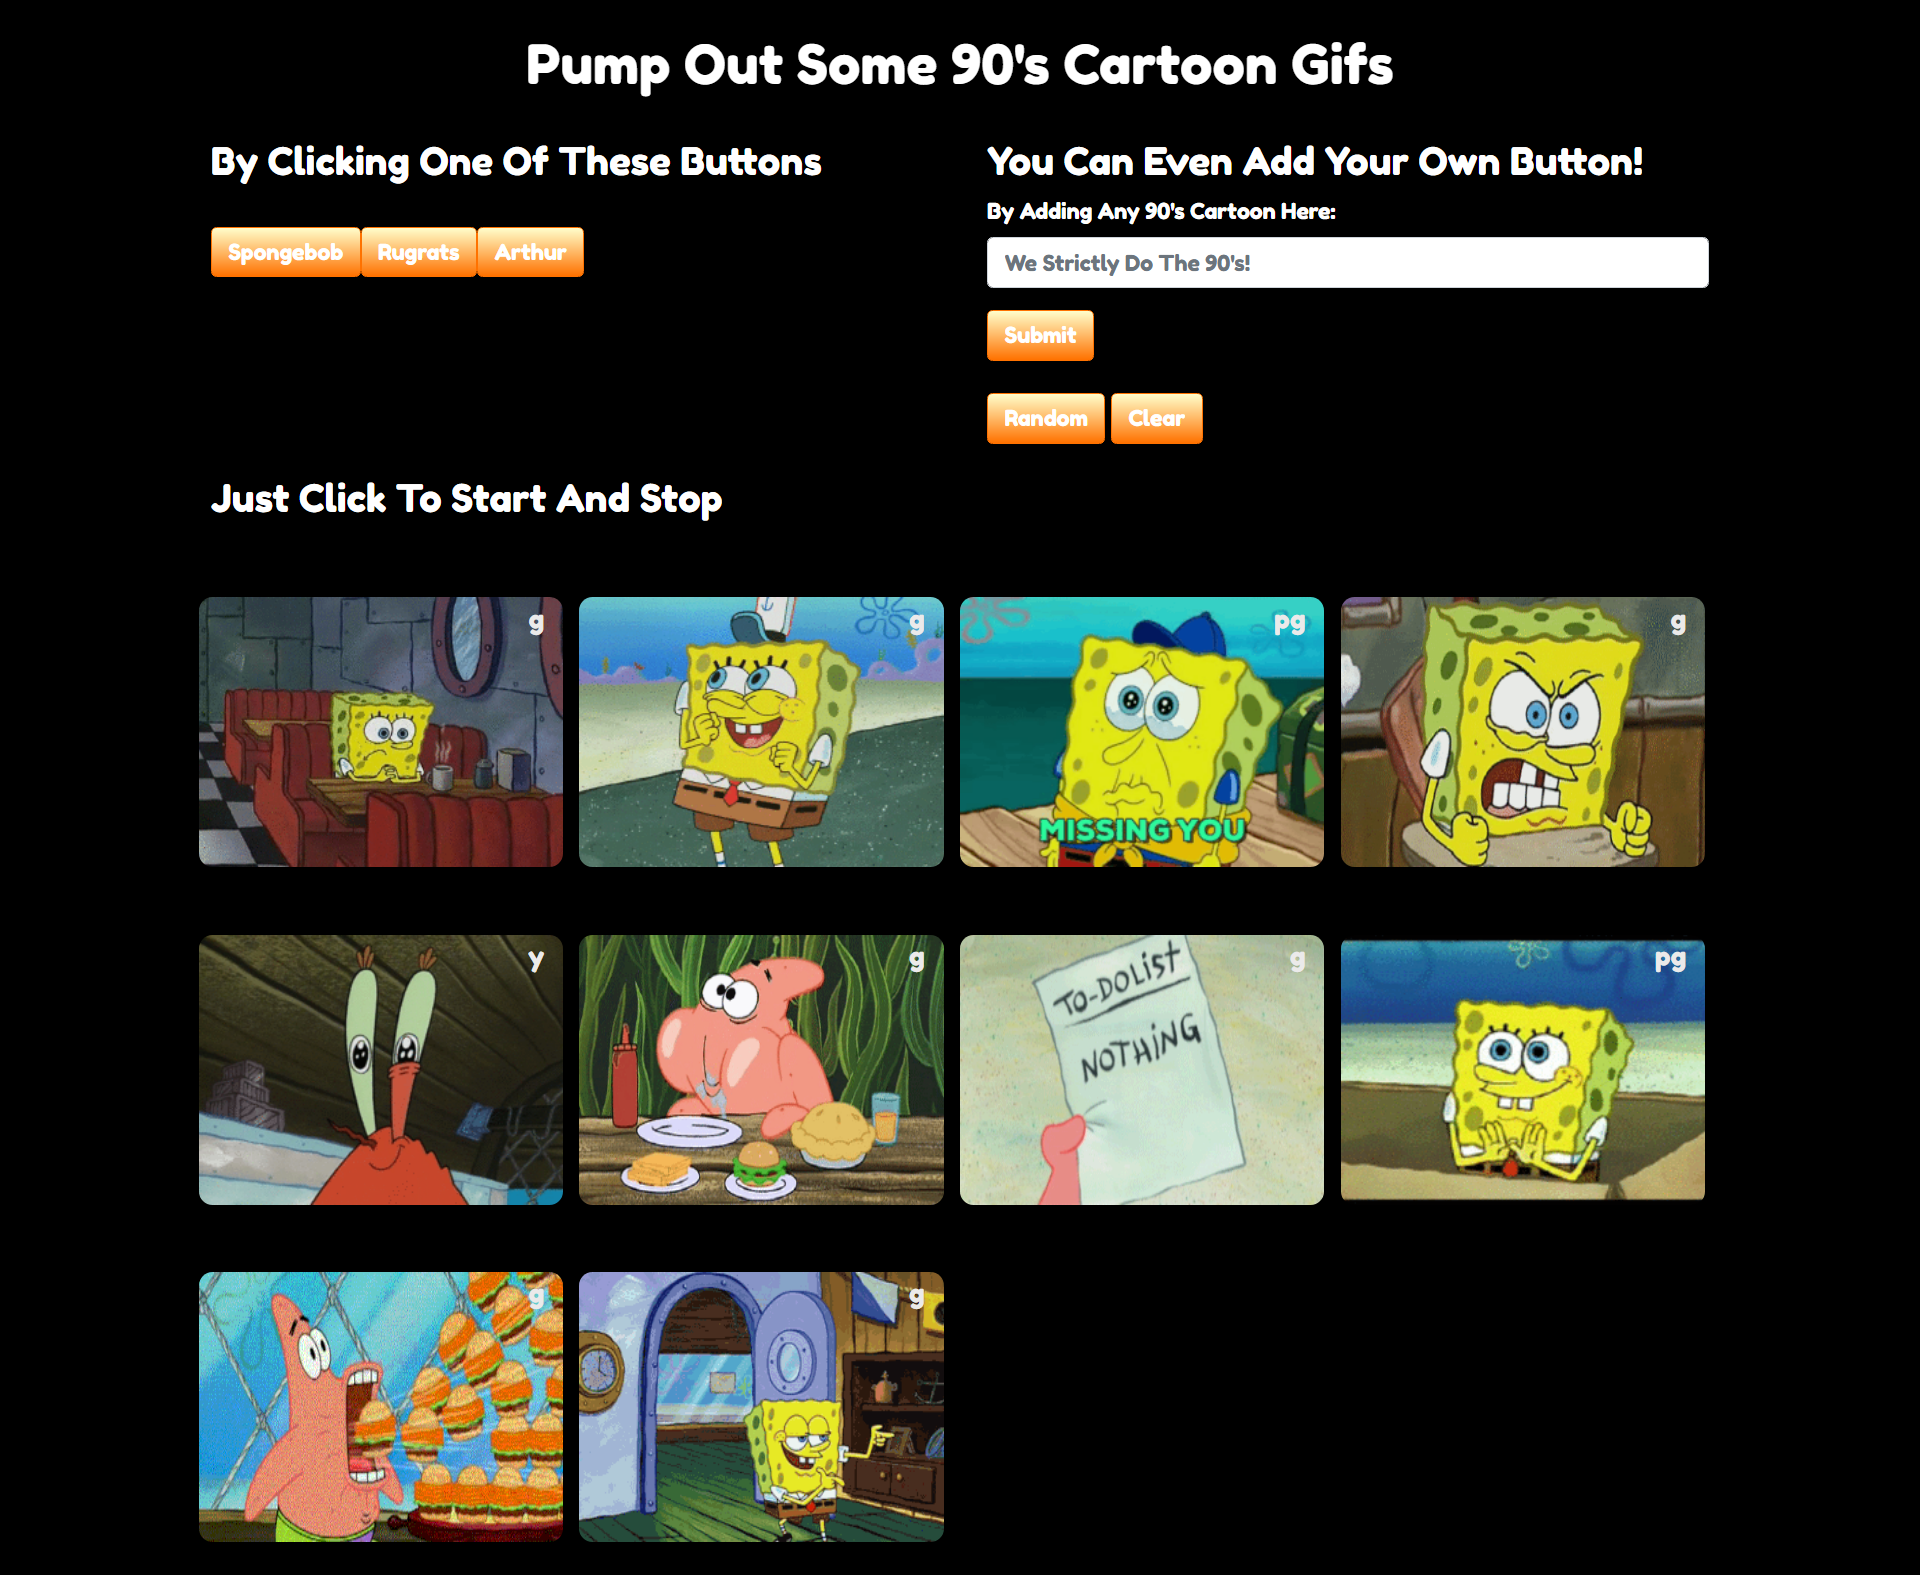 Pump Out Some 90's Cartoon Gifs
By Clicking One Of These Buttons
Spongebob Rugrats Arthur
You Can Even Add Your Own Button!
By Adding Any 90's Cartoon Here:
We Strictly Do The 90's!
Submit
Random Clear
Just Click To Start And Stop
g
g
pg
MISSING YOU
g
y
g
g
TO-DO List
NOTHING
pg
g
g